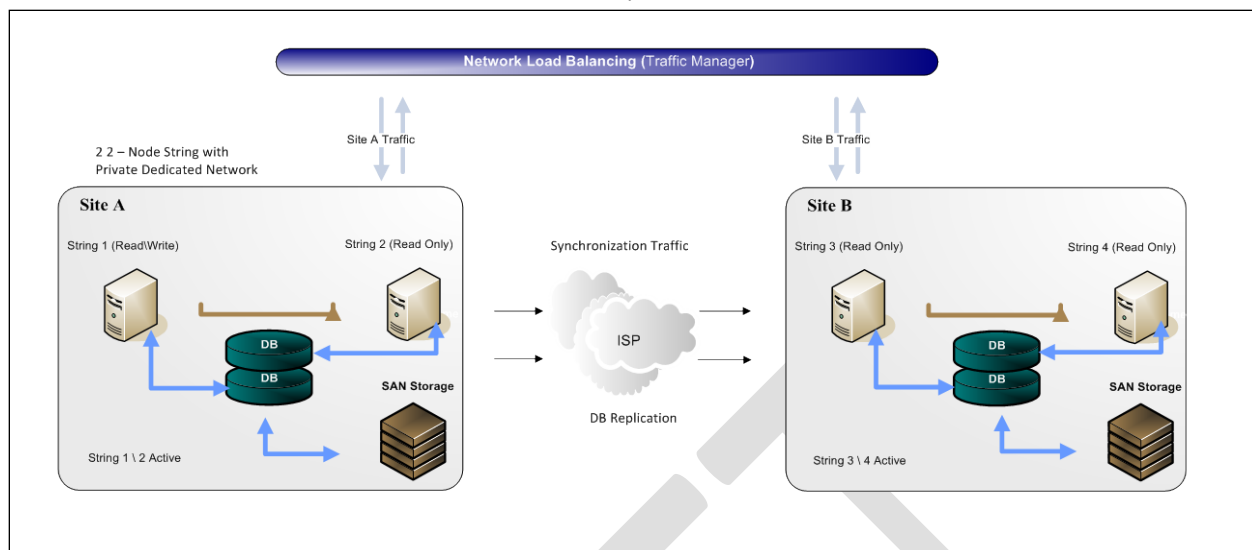 Network Load Balancing (Traffic Manager)
Site A Traffic
Site B Traffic
2 2 – Node String with
Private Dedicated Network
Site A
String 1 (Read\Write)
String 2 (Read Only)
DB
DB
SAN Storage
String 1 \ 2 Active
Synchronization Traffic
ISP
DB Replication
Site B
String 3 (Read Only)
String 4 (Read Only)
DB
DB
SAN Storage
String 3 \ 4 Active